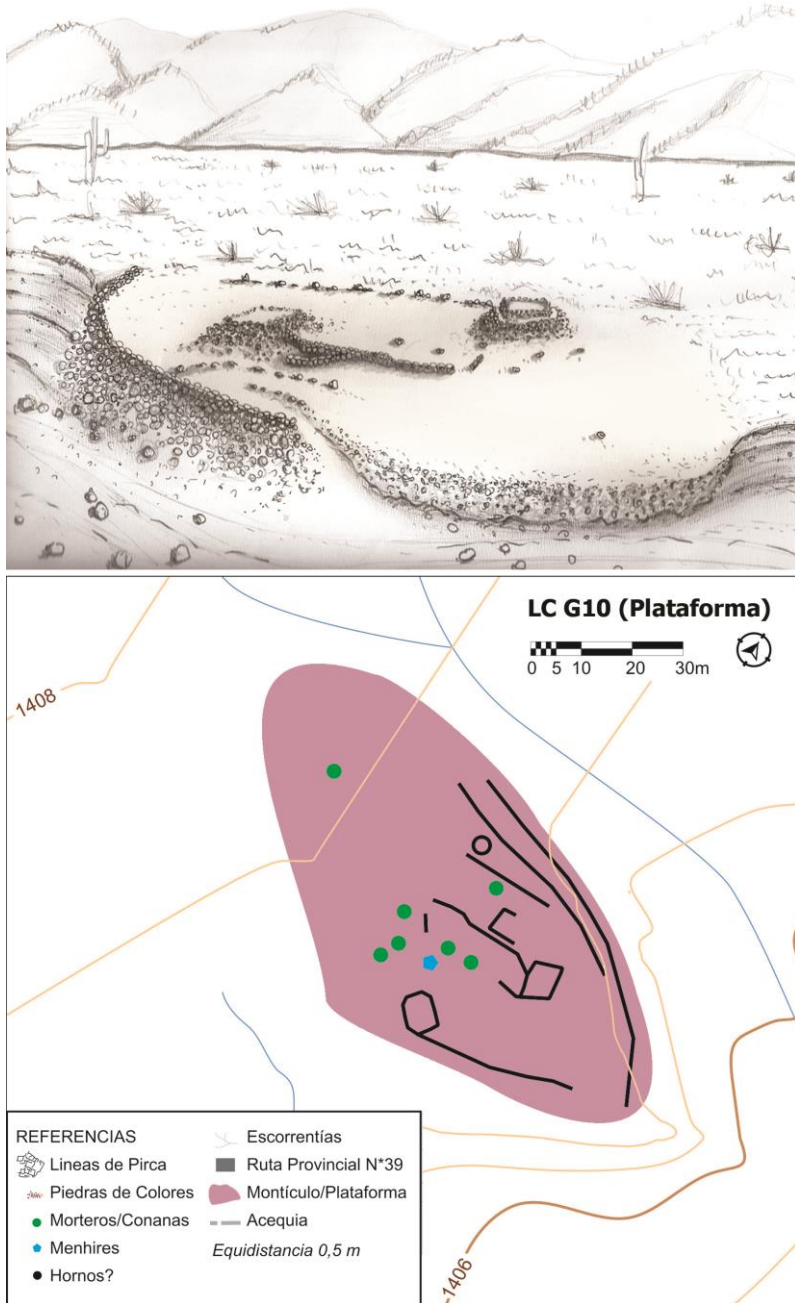 LC G10 (Plataforma)
0 5 10 20 30m
1408
REFERENCIAS
Lineas de Pirca
Piedras de Colores
Morteros/Conanas
Menhires
Hornos?
Escorrentías
Ruta Provincial N*39
Montículo/Plataforma
Acequia
Equidistancia 0,5 m
1406